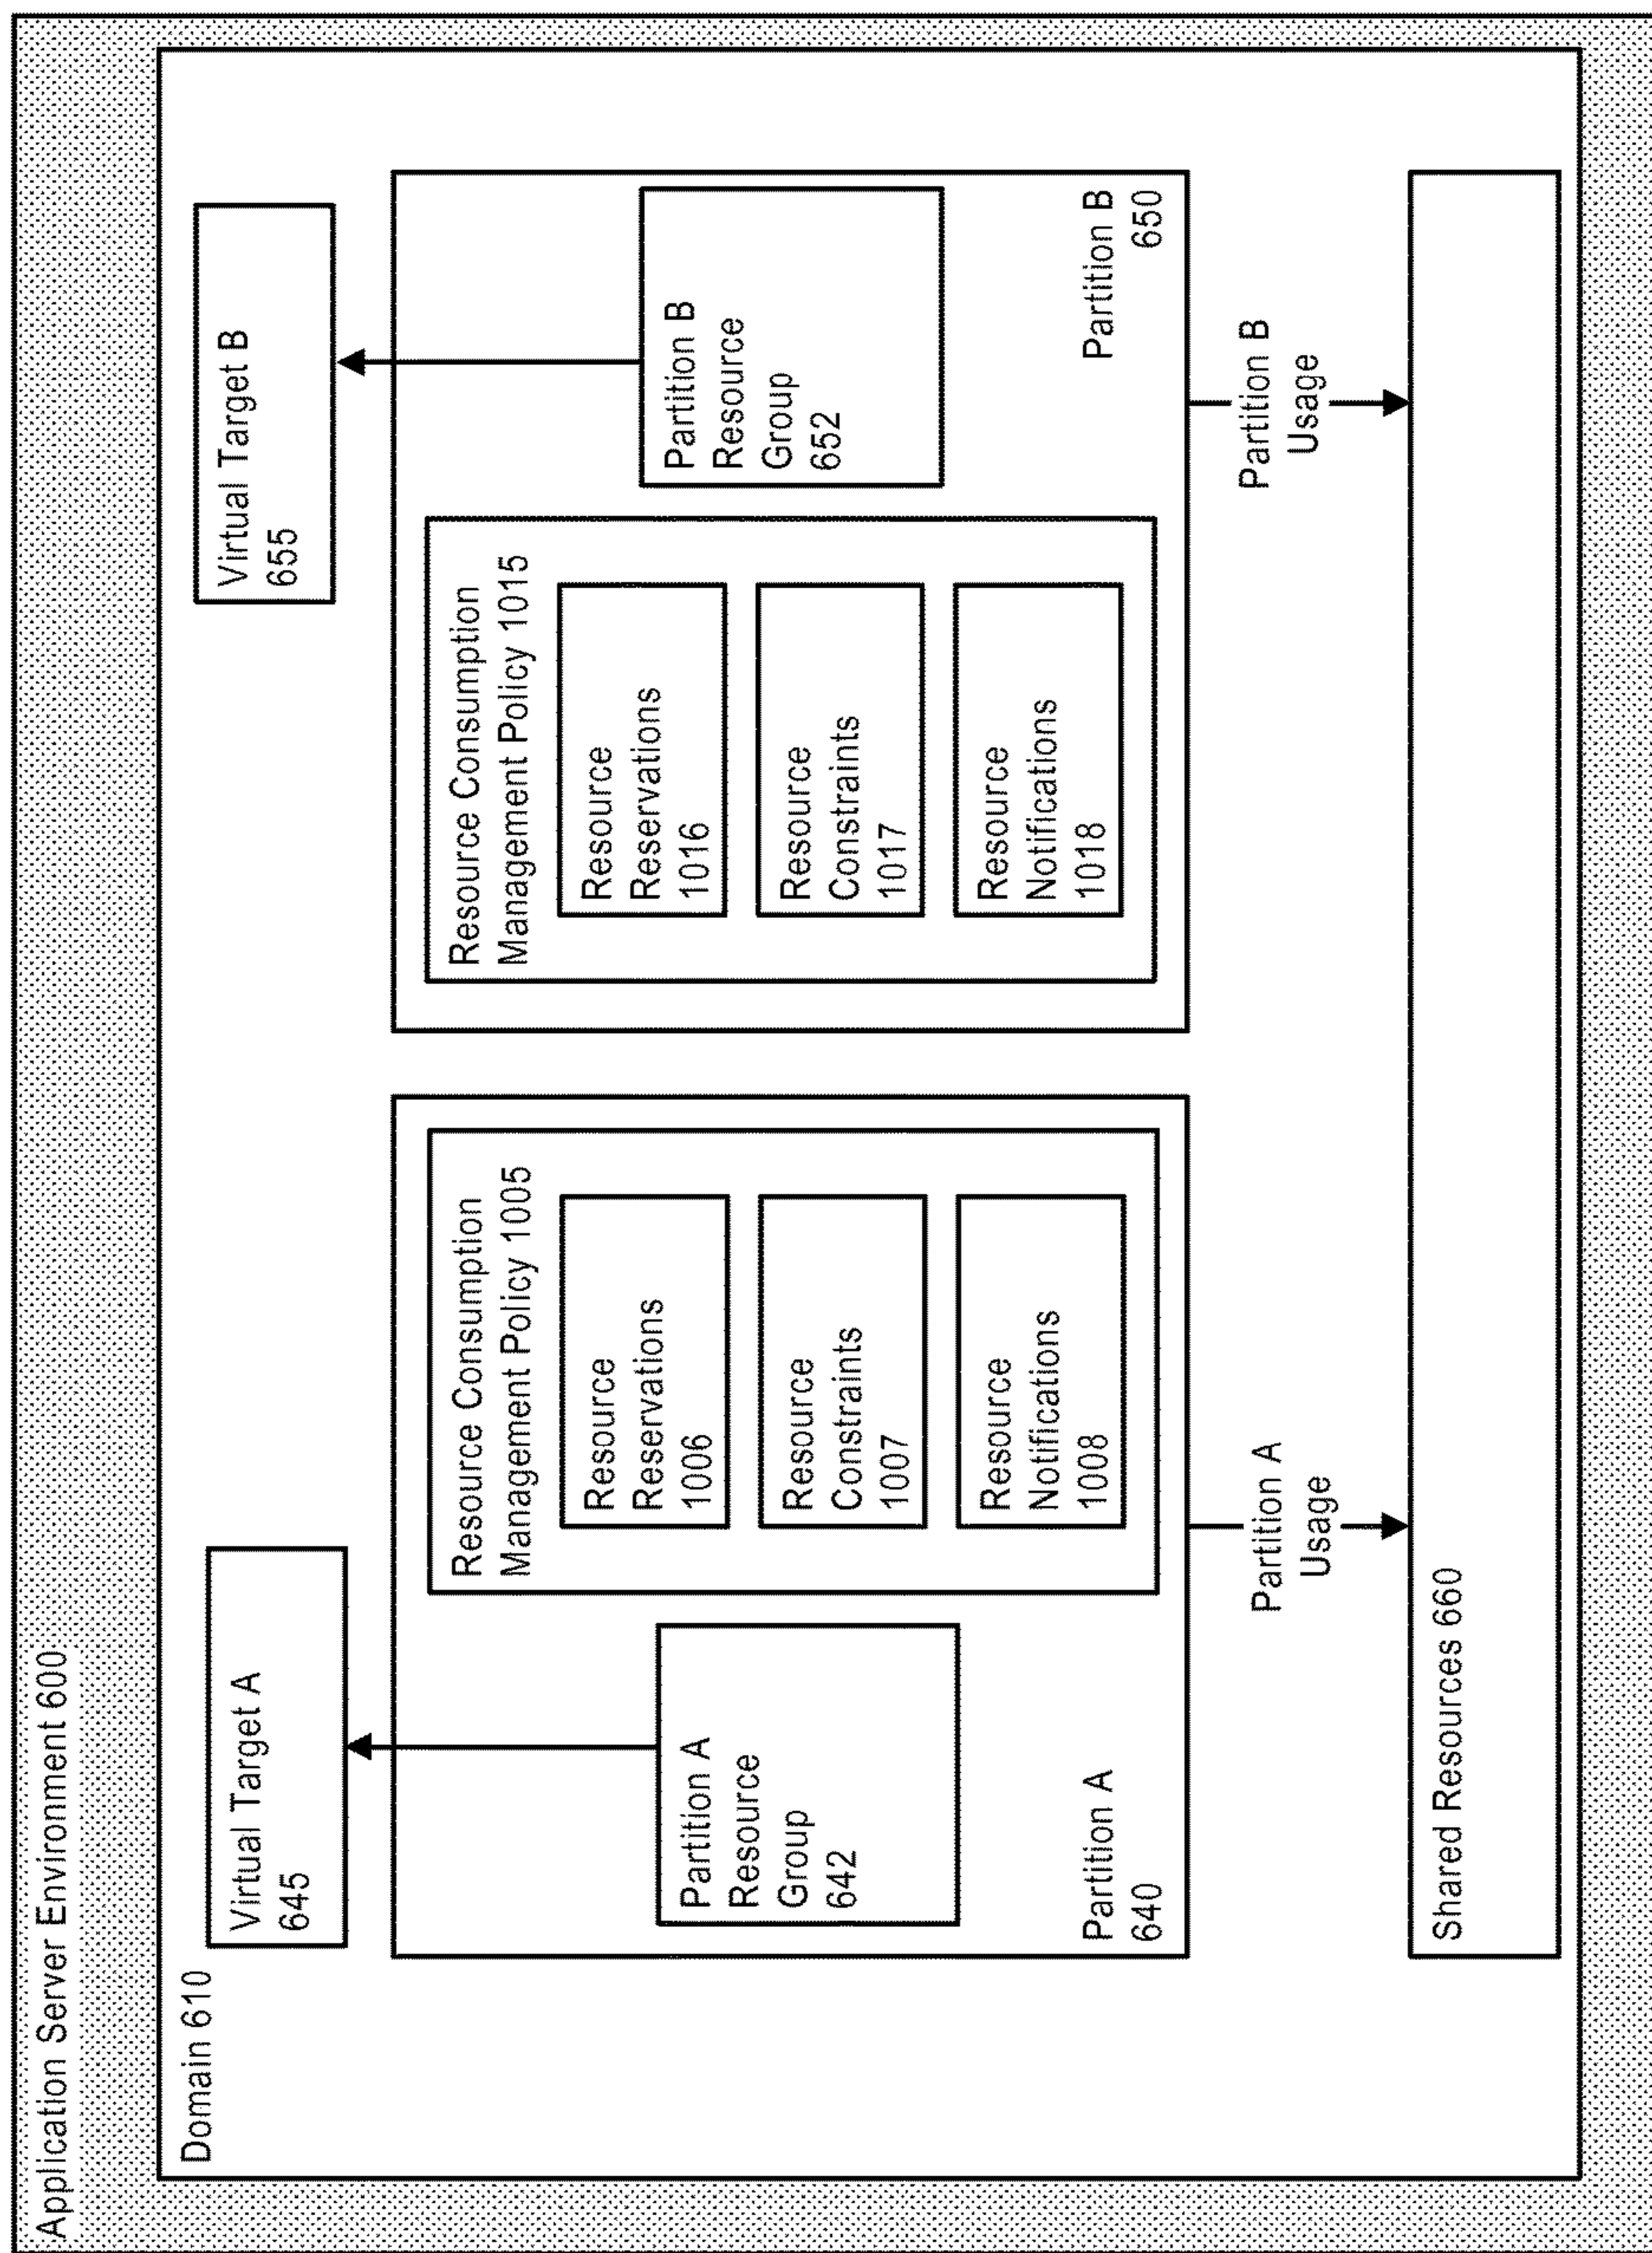 Application Server Environment 600
Domain 610
Virtual Target A
645
Virtual Target B
655
Partition A
Resource
Group
642
Resource Consumption
Management Policy 1005
Resource
Reservations
1006
Resource
Constraints
1007
Resource
Notifications
1008
Partition A
640
Resource Consumption
Management Policy 1015
Resource
Reservations
1016
Resource
Constraints
1017
Resource
Notifications
1018
Partition B
Resource
Group
652
Partition B
650
Partition A
Usage
Partition B
Usage
Shared Resources 660